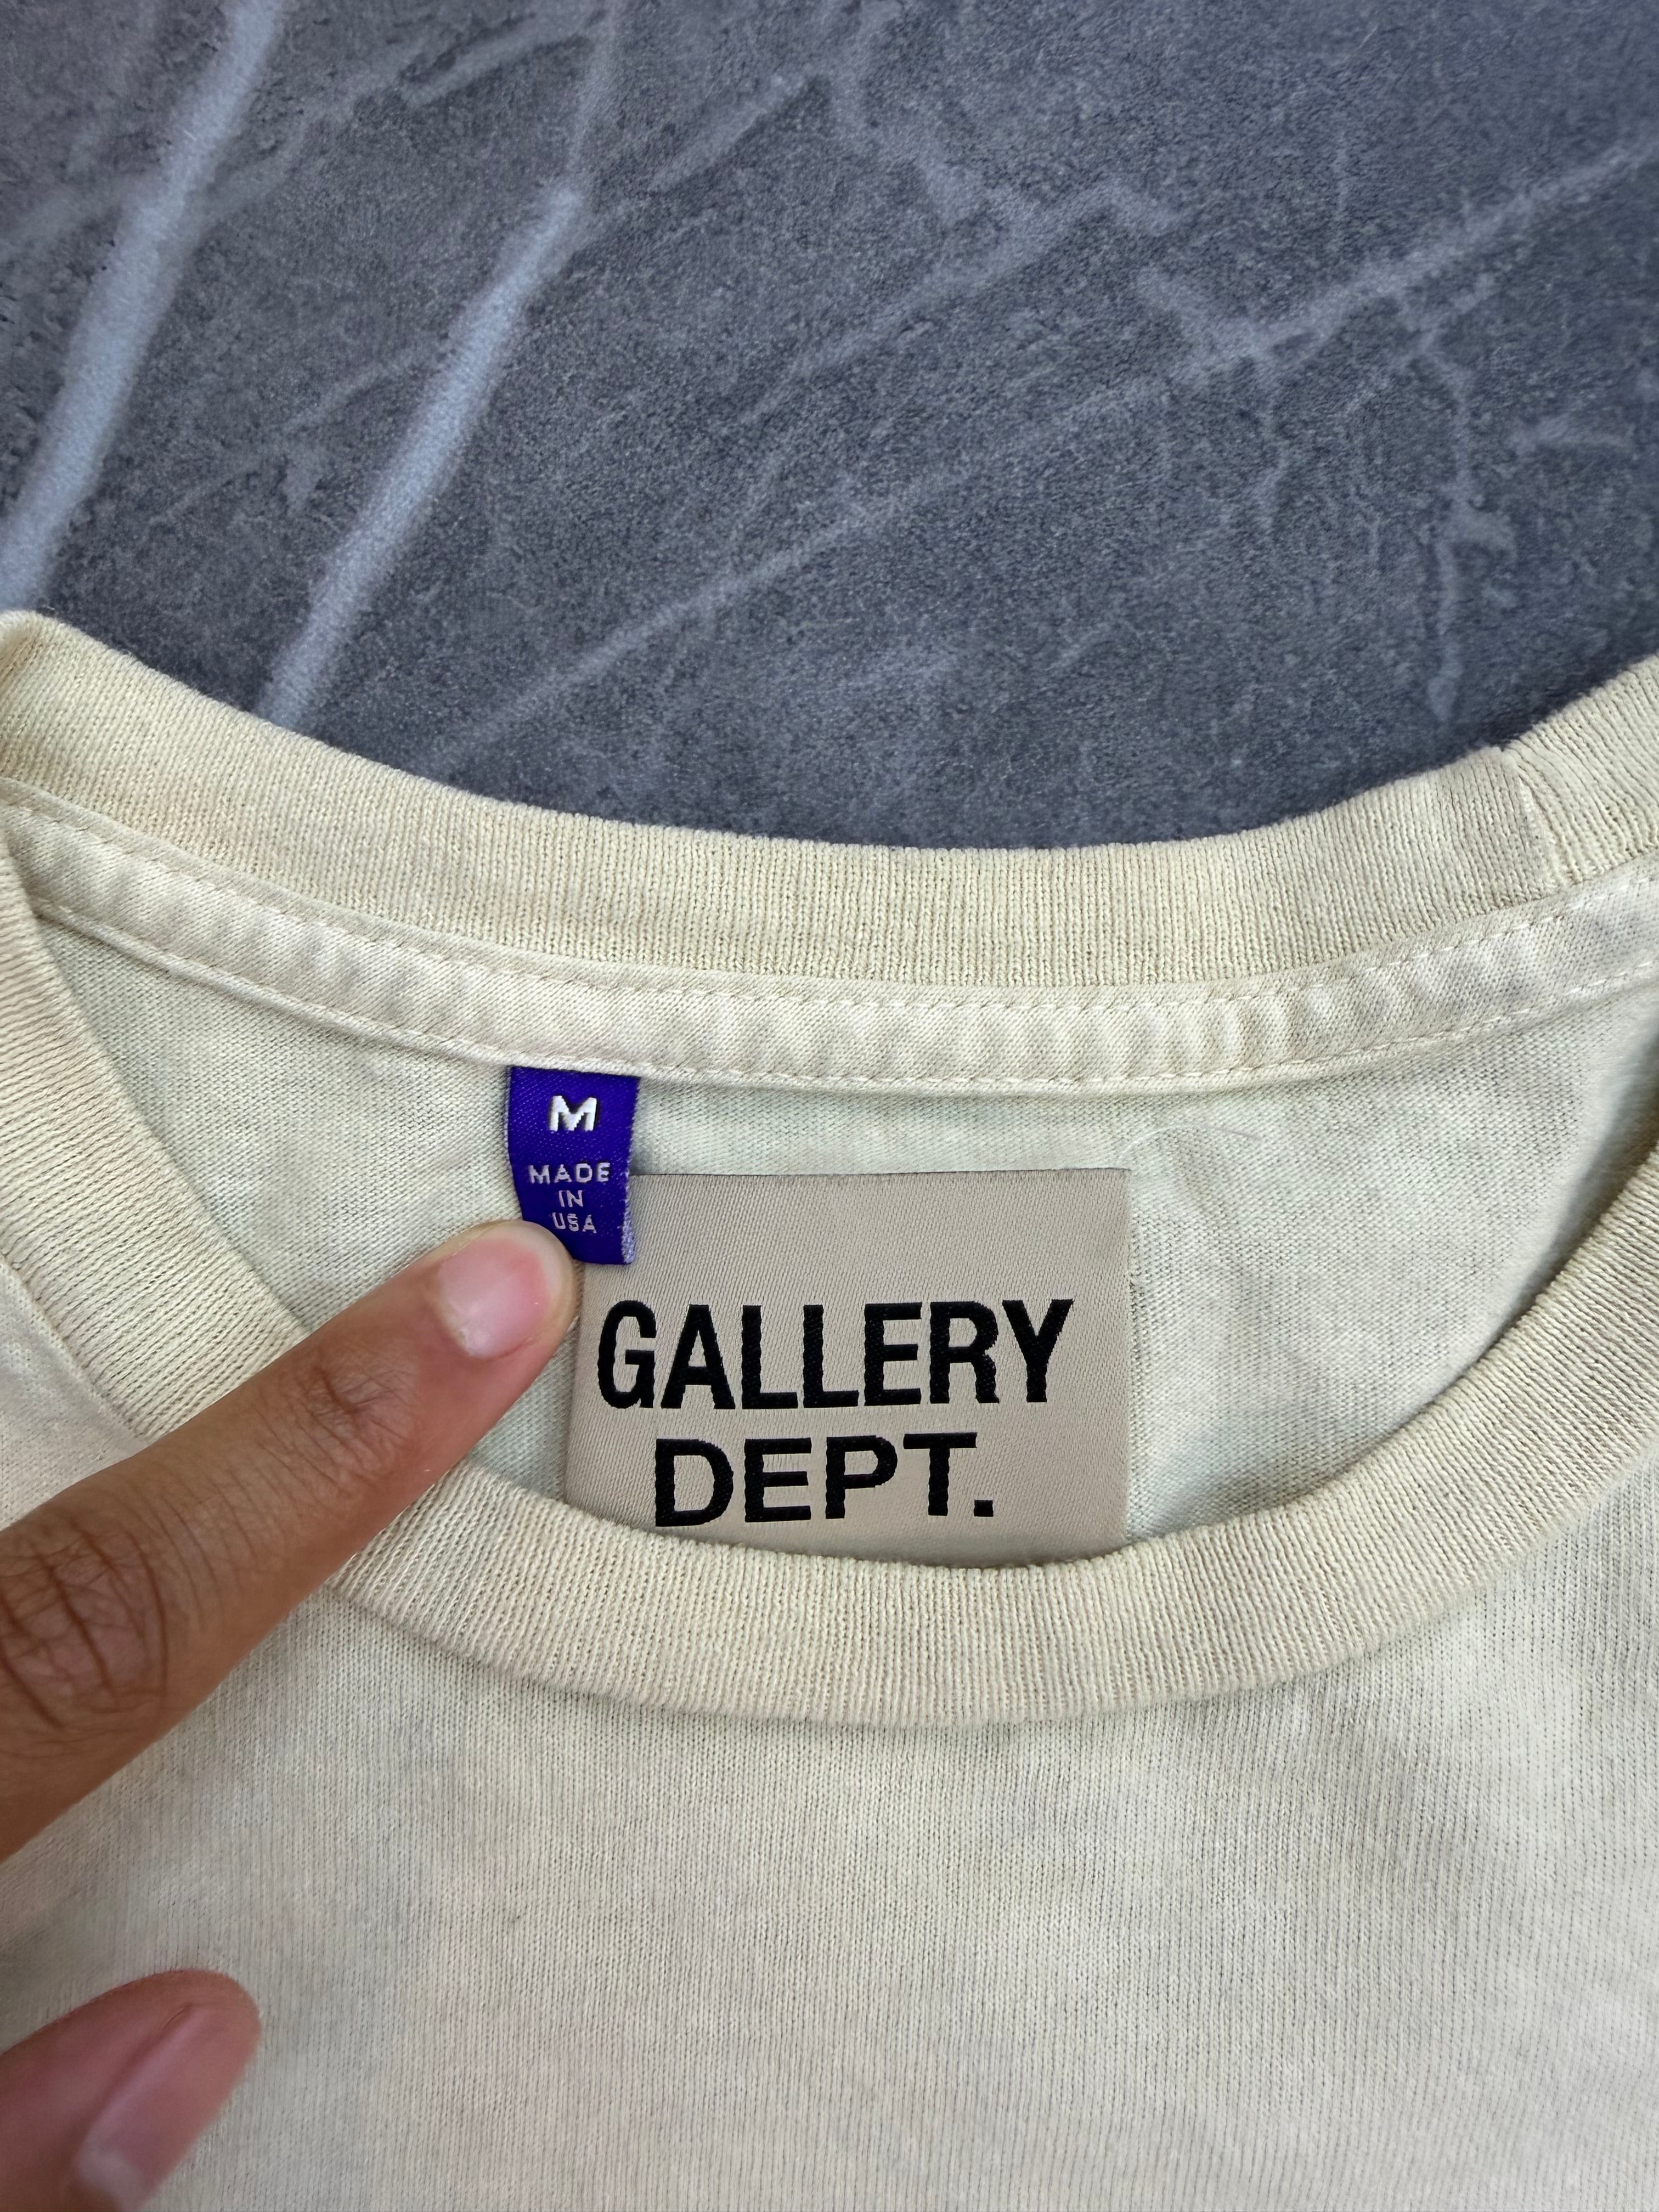 M
MADE
IN
USA
GALLERY
DEPT.